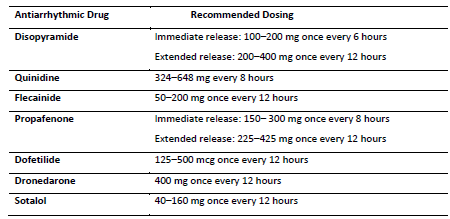 Antiarrhythmic Drug Recommended Dosing
Disopyramide Immediate release: 100–200 mg once every 6 hours
Extended release: 200–400 mg once every 12 hours
Quinidine 324–648 mg every 8 hours
Flecainide 50–200 mg once every 12 hours
Propafenone Immediate release: 150– 300 mg once every 8 hours
Extended release: 225–425 mg once every 12 hours
Dofetilide 125–500 mcg once every 12 hours
Dronedarone 400 mg once every 12 hours
Sotalol 40–160 mg once every 12 hours